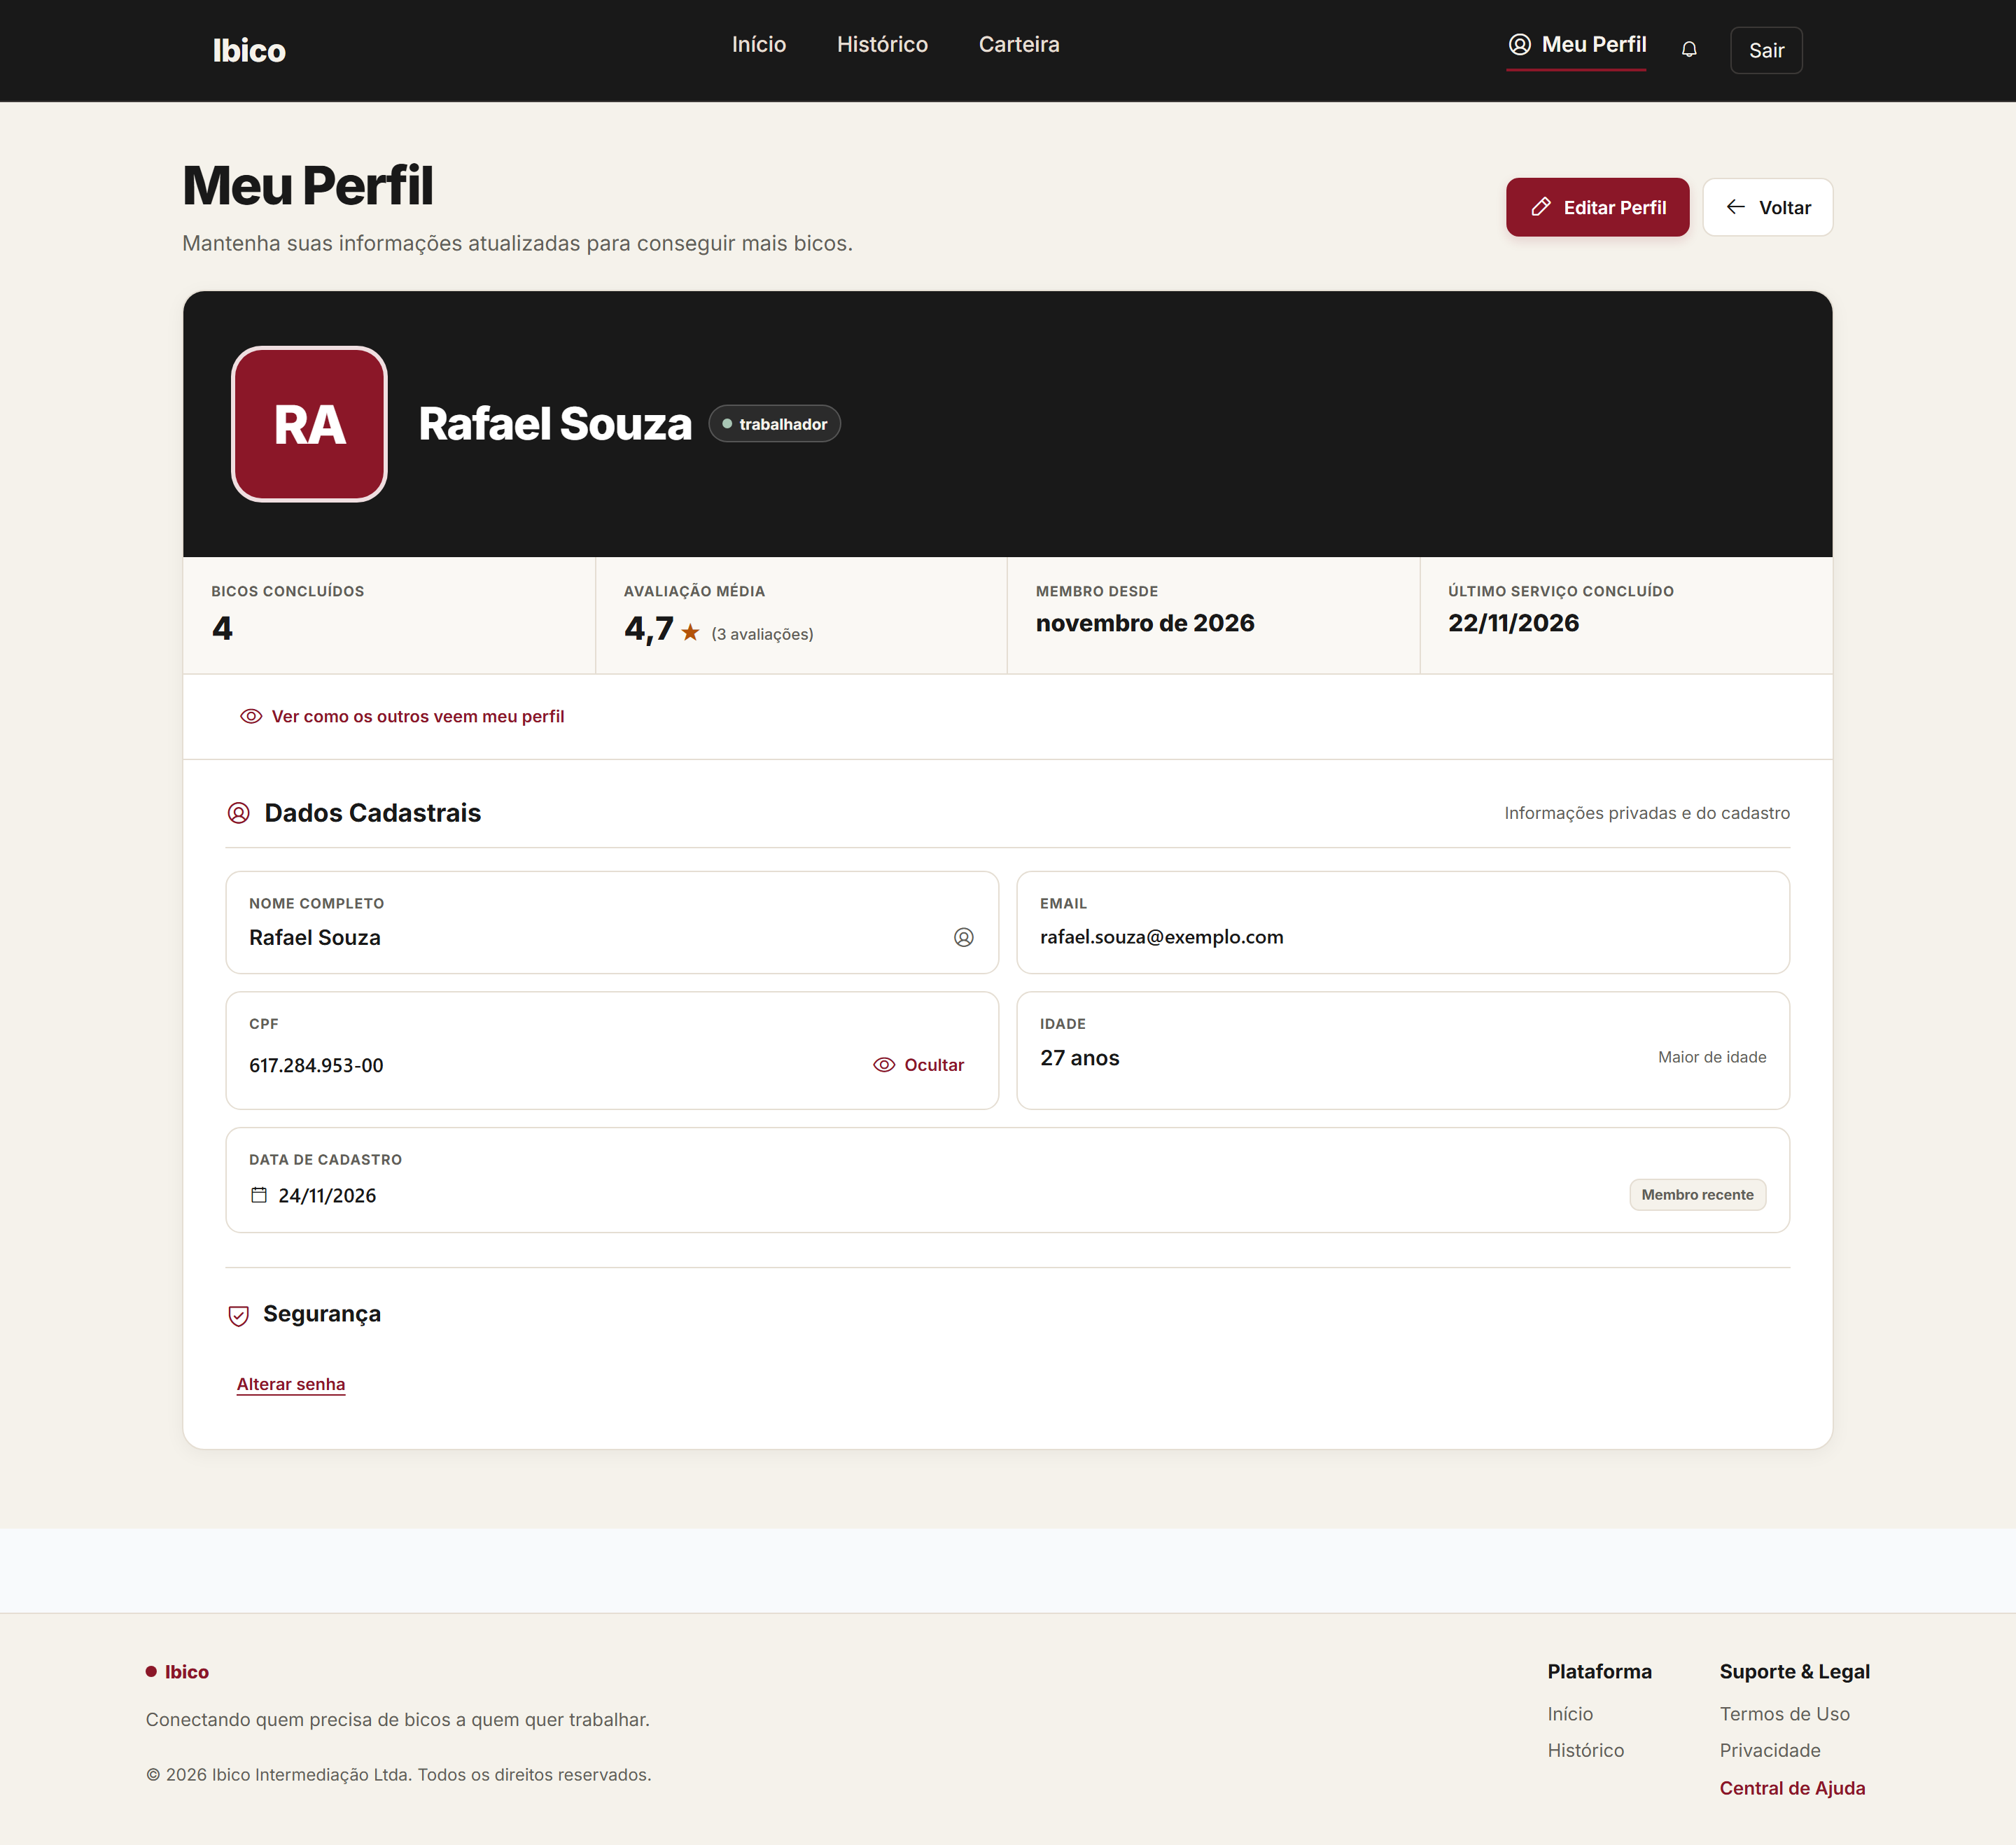 Ibico
Início Histórico Carteira
Meu Perfil
Sair
Meu Perfil
Mantenha suas informações atualizadas para conseguir mais bicos.
Editar Perfil
Voltar
RA
Rafael Souza
trabalhador
BICOS CONCLUÍDOS
4
AVALIAÇÃO MÉDIA
4,7 ★ (3 avaliações)
MEMBRO DESDE
novembro de 2026
ÚLTIMO SERVIÇO CONCLUÍDO
22/11/2026
Ver como os outros veem meu perfil
Dados Cadastrais
Informações privadas e do cadastro
NOME COMPLETO
Rafael Souza
EMAIL
rafael.souza@exemplo.com
CPF
617.284.953-00
Ocultar
IDADE
27 anos
Maior de idade
DATA DE CADASTRO
24/11/2026
Membro recente
Segurança
Alterar senha
Ibico
Conectando quem precisa de bicos a quem quer trabalhar.
© 2026 Ibico Intermediação Ltda. Todos os direitos reservados.
Plataforma
Início
Histórico
Suporte & Legal
Termos de Uso
Privacidade
Central de Ajuda